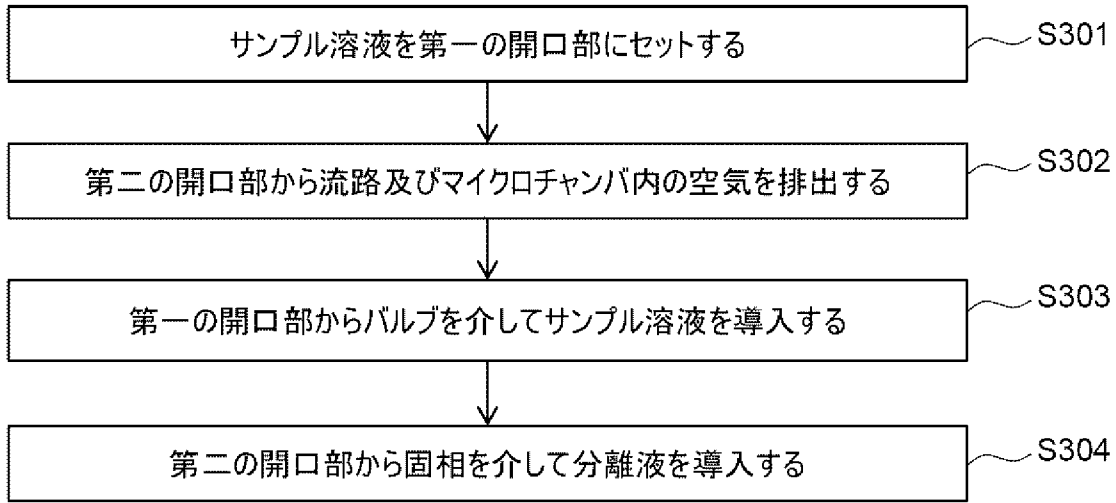 サンプル溶液を第一の開口部にセットする
S301
第二の開口部から流路及びマイクロチャンバ内の空気を排出する
S302
第一の開口部からバルブを介してサンプル溶液を導入する
S303
第二の開口部から固相を介して分離液を導入する
S304